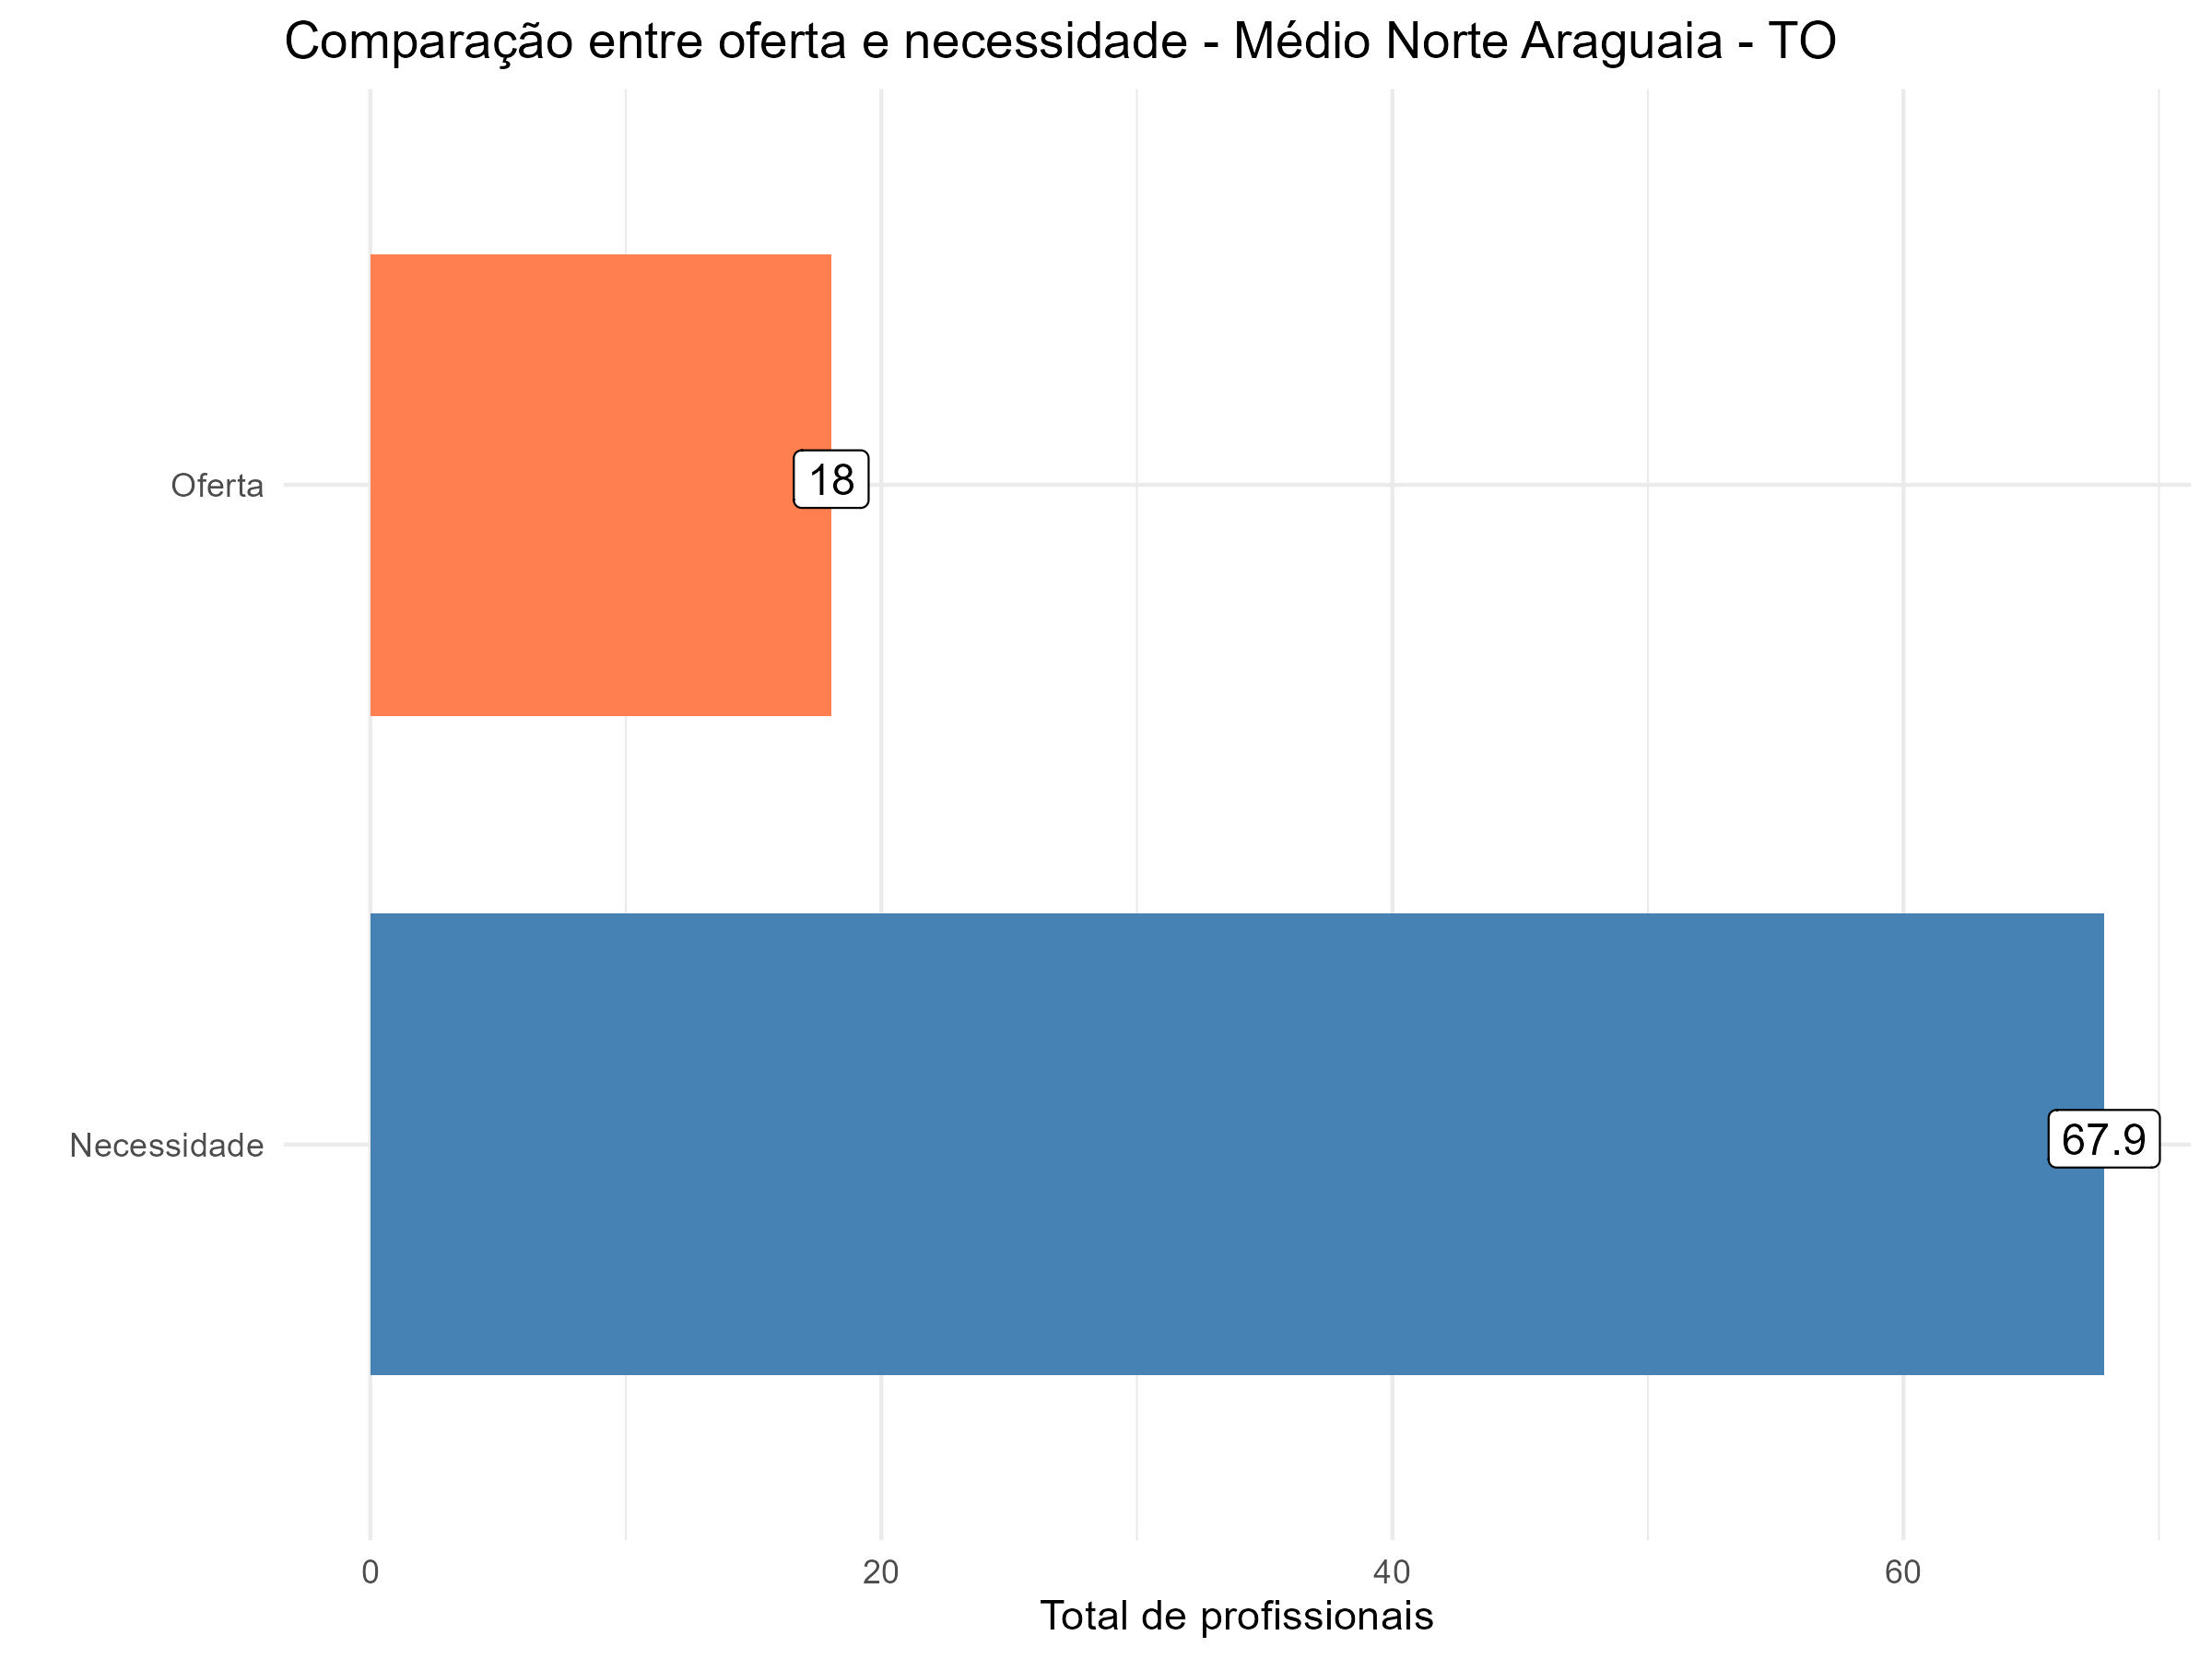 Comparação entre oferta e necessidade - Médio Norte Araguaia - TO
Oferta
18
Necessidade
67.9
0
20
40
60
Total de profissionais